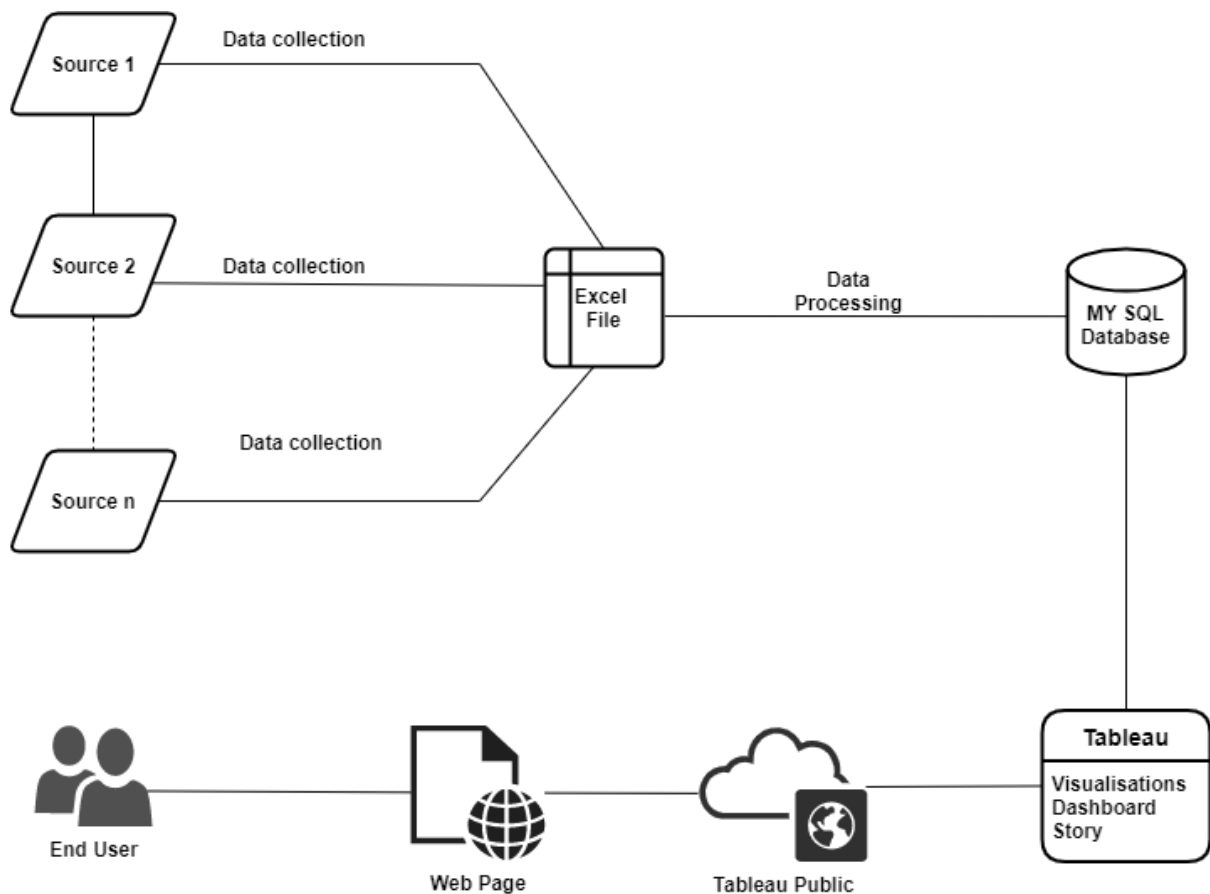 Data collection
Source 1
Source 2
Data collection
Excel
File
Data
Processing
MY SQL
Database
Data collection
Source n
Tableau
Visualisations
Dashboard
Story
End User
Web Page
Tableau Public